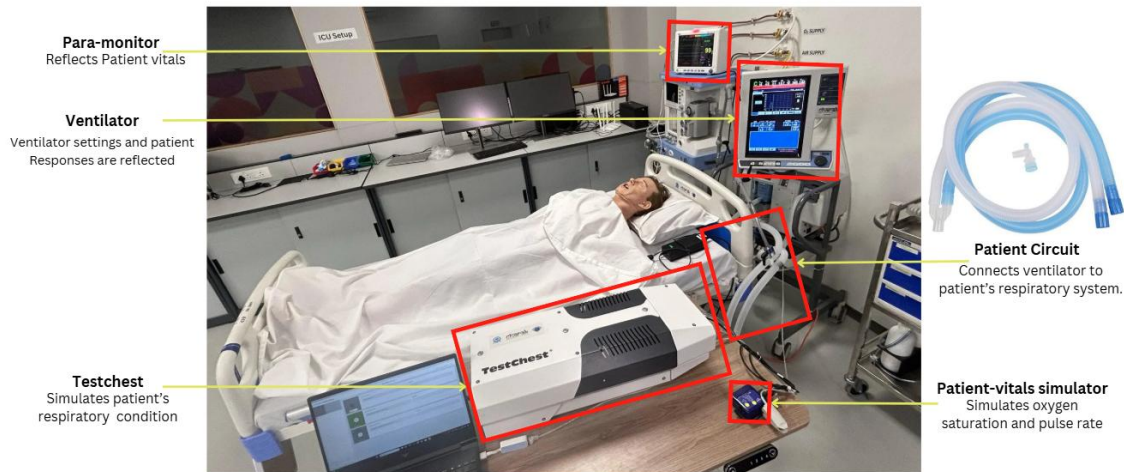 Para-monitor
Reflects Patient vitals
Ventilator
Ventilator settings and patient
Responses are reflected
Testchest
Simulates patient's
respiratory condition
ICU Setup
O₂ SUPPLY
AIR SUPPLY
TestChest
Patient Circuit
Connects ventilator to
patient's respiratory system.
Patient-vitals simulator
Simulates oxygen
saturation and pulse rate